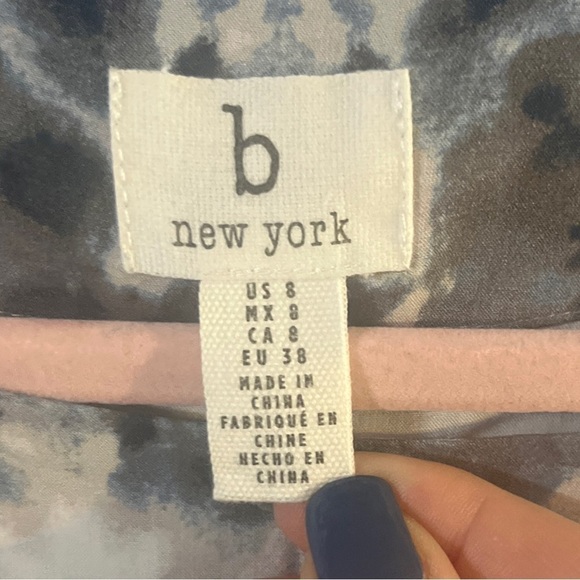 b
new york
US 8
MX 8
CA 8
EU 38
MADE IN
CHINA
FABRIQUÉ EN
CHINE
HECHO EN
CHINA